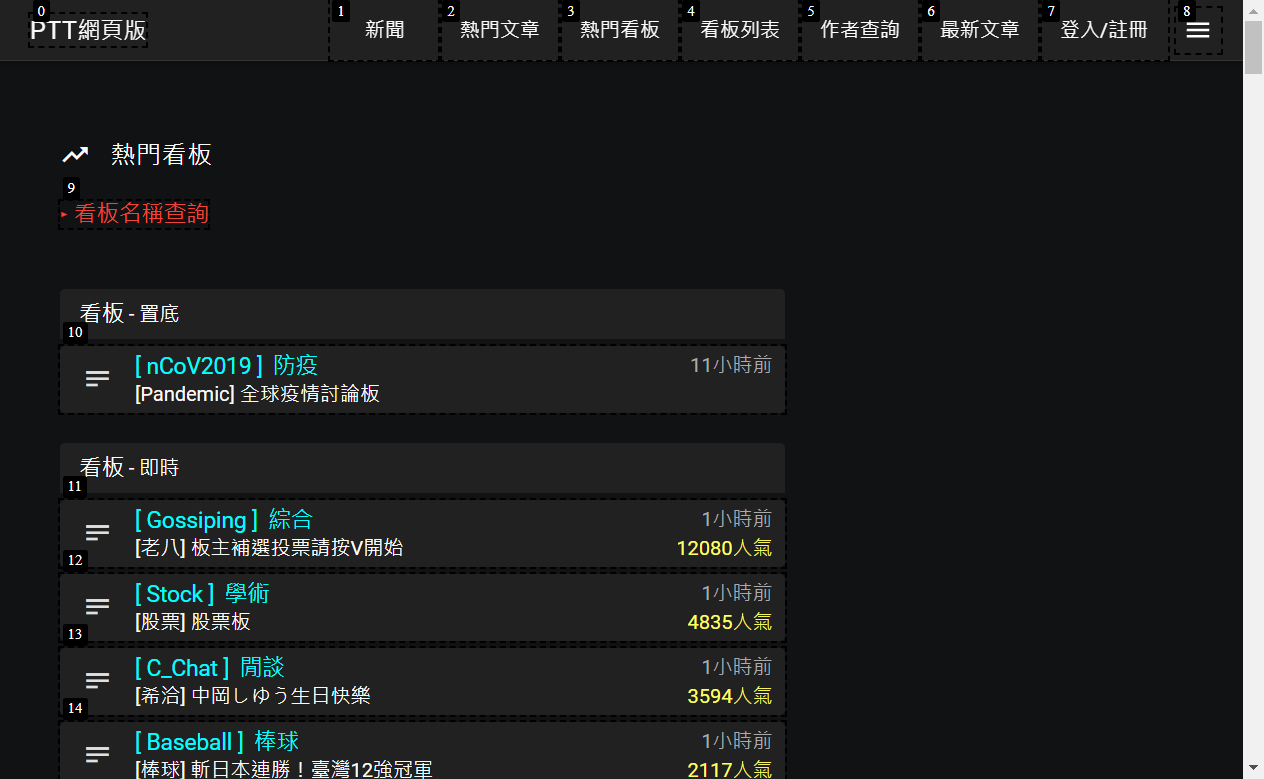 0
PTT網頁版
1
新聞
2
熱門文章
3
熱門看板
4
看板列表
5
作者查詢
6
最新文章
7
登入/註冊
8
熱門看板
9
▸ 看板名稱查詢
看板 - 置底
10
[ nCoV2019 ] 防疫 11小時前
[Pandemic] 全球疫情討論板
看板 - 即時
11
[ Gossiping ] 綜合 1小時前
[老八] 板主補選投票請按V開始 12080人氣
12
[ Stock ] 學術 1小時前
[股票] 股票板 4835人氣
13
[ C_Chat ] 閒談 1小時前
[希洽] 中岡しゆう生日快樂 3594人氣
14
[ Baseball ] 棒球 1小時前
[棒球] 斬日本連勝！臺灣12強冠軍 2117人氣